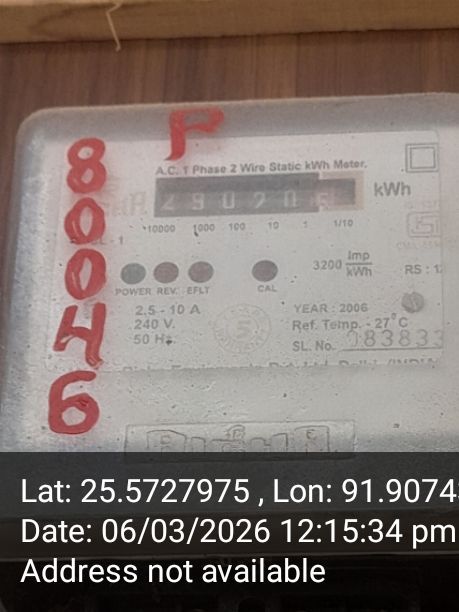 P
8
0
0
4
6
A.C. 1 Phase 2 Wire Static kWh Meter.
kWh
10000 1000 100 10 1 1/10
3200 Imp/kWh
RS : 1
POWER REV. EFLT CAL
2.5 - 10 A
240 V.
50 Hz
YEAR : 2006
Ref. Temp. - 27°C
SL. No. 083833
Lat: 25.5727975 , Lon: 91.9074
Date: 06/03/2026 12:15:34 pm
Address not available